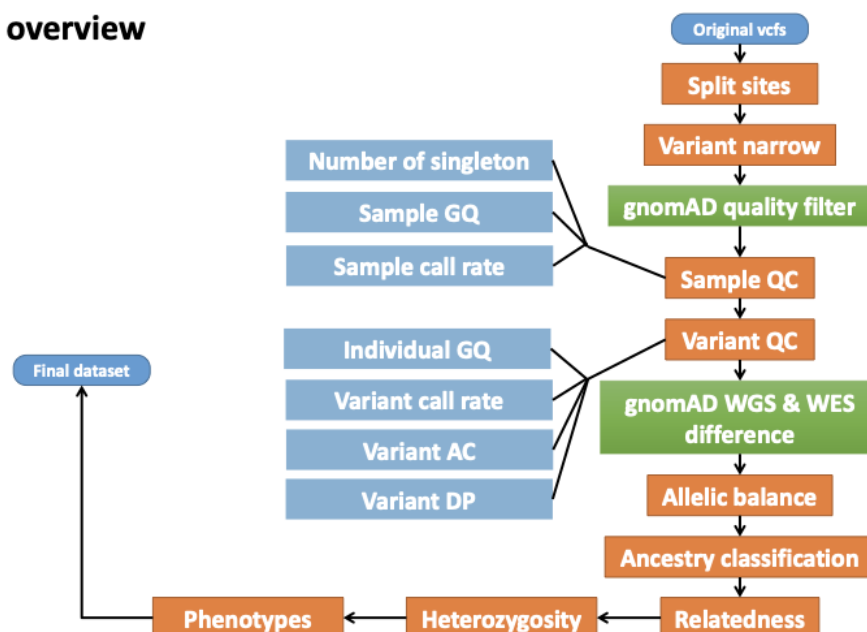 overview
Original vcfs
Split sites
Variant narrow
Number of singleton
gnomAD quality filter
Sample GQ
Sample call rate
Sample QC
Variant QC
Individual GQ
Final dataset
Variant call rate
gnomAD WGS & WES
difference
Variant AC
Variant DP
Allelic balance
Ancestry classification
Phenotypes
Heterozygosity
Relatedness